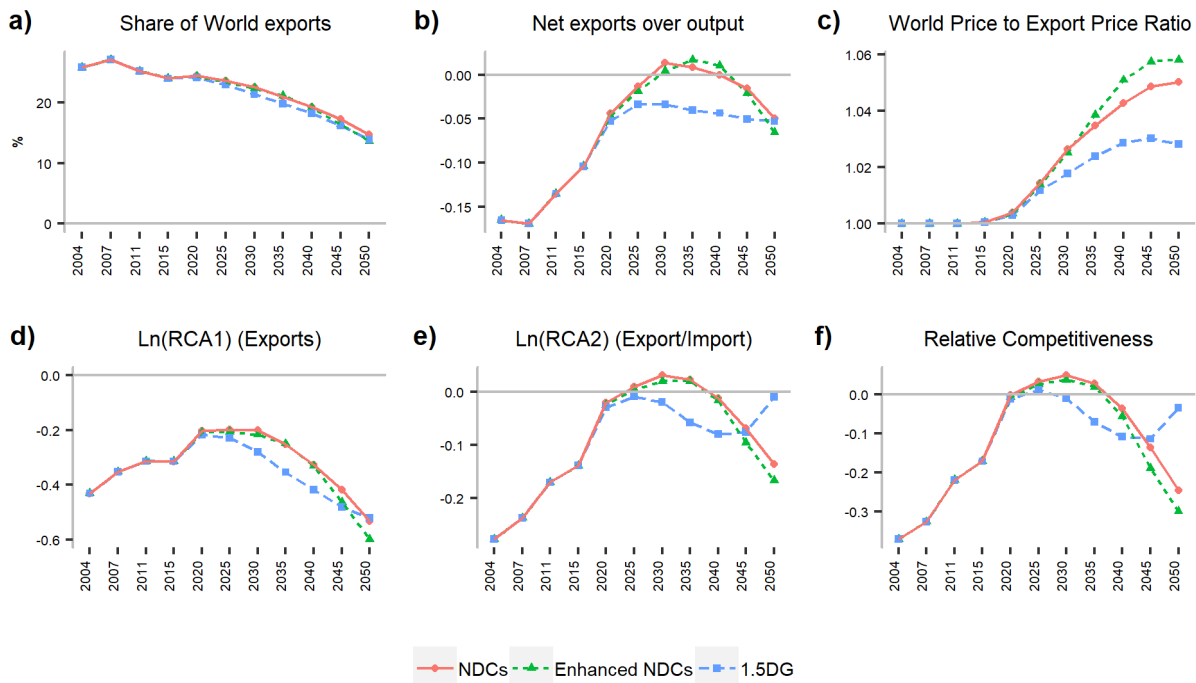 a) Share of World exports
%
20
10
0
2004 2007 2011 2015 2020 2025 2030 2035 2040 2045 2050
b) Net exports over output
0.00
-0.05
-0.10
-0.15
2004 2007 2011 2015 2020 2025 2030 2035 2040 2045 2050
c) World Price to Export Price Ratio
1.06
1.04
1.02
1.00
2004 2007 2011 2015 2020 2025 2030 2035 2040 2045 2050
d) Ln(RCA1) (Exports)
0.0
-0.2
-0.4
-0.6
2004 2007 2011 2015 2020 2025 2030 2035 2040 2045 2050
e) Ln(RCA2) (Export/Import)
0.0
-0.1
-0.2
2004 2007 2011 2015 2020 2025 2030 2035 2040 2045 2050
f) Relative Competitiveness
0.0
-0.1
-0.2
-0.3
2004 2007 2011 2015 2020 2025 2030 2035 2040 2045 2050
NDCs Enhanced NDCs 1.5DG